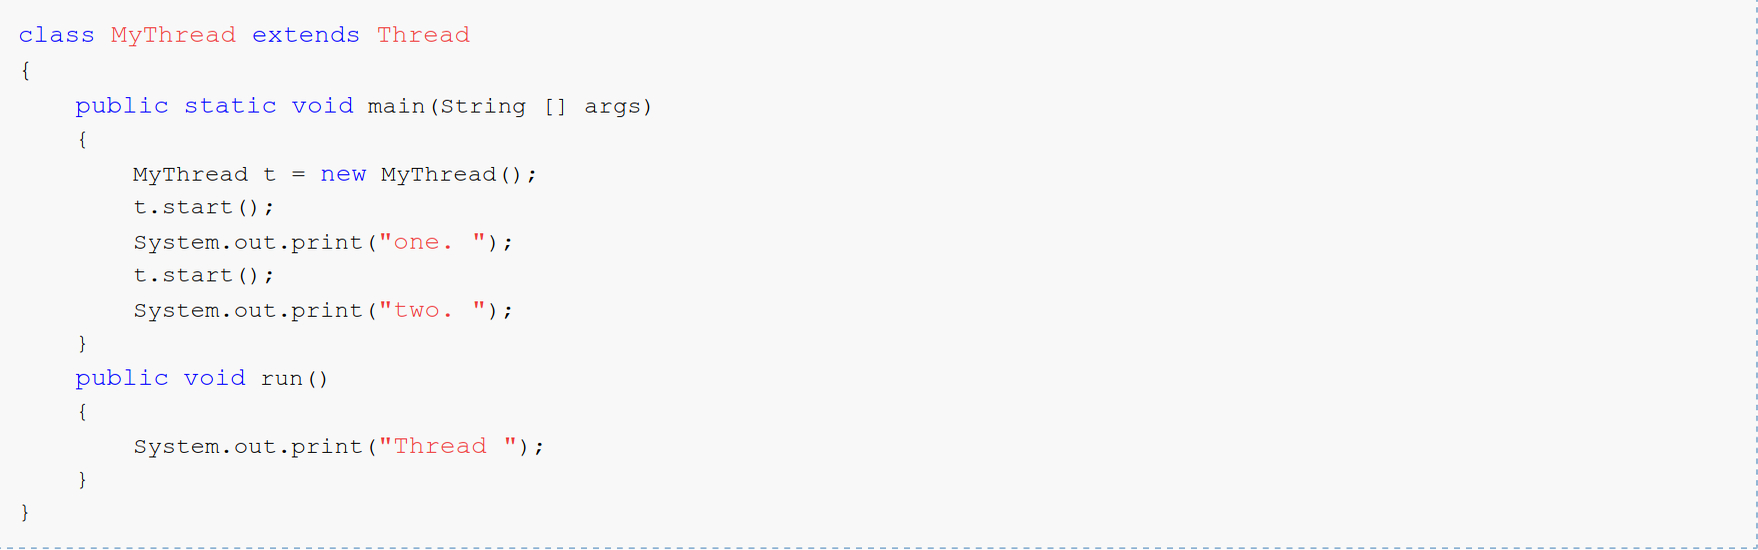 class MyThread extends Thread
{
    public static void main(String [] args)
    {
        MyThread t = new MyThread();
        t.start();
        System.out.print("one. ");
        t.start();
        System.out.print("two. ");
    }
    public void run()
    {
        System.out.print("Thread ");
    }
}